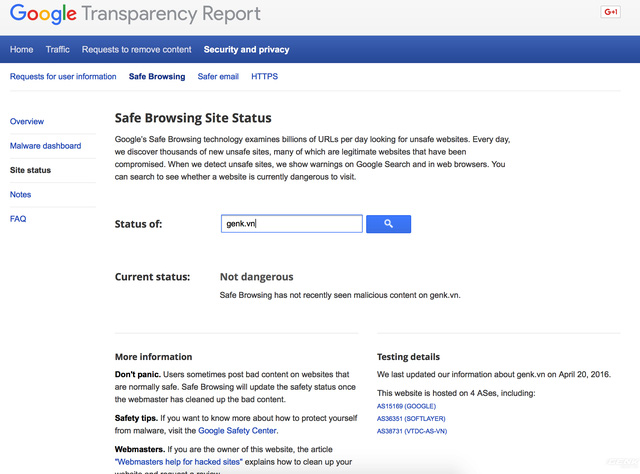 Google Transparency Report
G+1
Home Traffic Requests to remove content Security and privacy
Requests for user information Safe Browsing Safer email HTTPS
Overview
Malware dashboard
Site status
Notes
FAQ
Safe Browsing Site Status
Google's Safe Browsing technology examines billions of URLs per day looking for unsafe websites. Every day,
we discover thousands of new unsafe sites, many of which are legitimate websites that have been
compromised. When we detect unsafe sites, we show warnings on Google Search and in web browsers. You
can search to see whether a website is currently dangerous to visit.
Status of: genk.vn
Current status: Not dangerous
Safe Browsing has not recently seen malicious content on genk.vn.
More information
Don't panic. Users sometimes post bad content on websites that
are normally safe. Safe Browsing will update the safety status once
the webmaster has cleaned up the bad content.
Safety tips. If you want to know more about how to protect yourself
from malware, visit the Google Safety Center.
Webmasters. If you are the owner of this website, the article
"Webmasters help for hacked sites" explains how to clean up your
website and request a review.
Testing details
We last updated our information about genk.vn on April 20, 2016.
This website is hosted on 4 ASes, including:
AS15169 (GOOGLE)
AS36351 (SOFTLAYER)
AS38731 (VTDC-AS-VN)